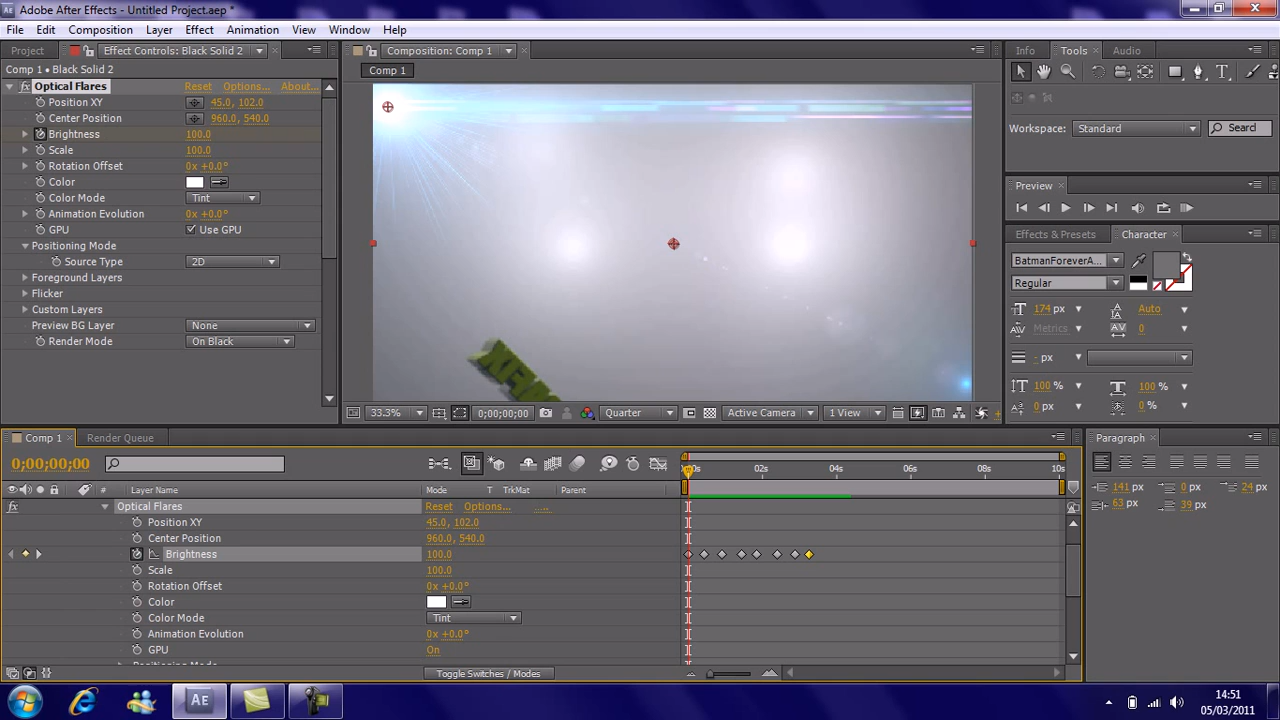 Adobe After Effects - Untitled Project.aep *
File Edit Composition Layer Effect Animation View Window Help
Project Effect Controls: Black Solid 2 Composition: Comp 1 Info Tools Audio
Comp 1 • Black Solid 2
Comp 1
Optical Flares Reset Options... About...
Position XY 45.0, 102.0
Center Position 960.0, 540.0
Brightness 100.0
Scale 100.0
Rotation Offset 0x +0.0°
Color
Color Mode Tint
Animation Evolution 0x +0.0°
GPU Use GPU
Positioning Mode
Source Type 2D
Foreground Layers
Flicker
Custom Layers
Preview BG Layer None
Render Mode On Black
Workspace: Standard Searcl
Preview
Effects & Presets Character
BatmanForeverA...
Regular
174 px Auto
Metrics 0
- px
100 % 100 %
0 px 0 %
33.3% 0;00;00;00 Quarter Active Camera 1 View
Comp 1 Render Queue Paragraph
0;00;00;00
:00s 02s 04s 06s 08s 10s
# Layer Name Mode T TrkMat Parent
141 px 0 px 24 px
63 px 39 px
Optical Flares Reset Options... .....
Position XY 45.0, 102.0
Center Position 960.0, 540.0
Brightness 100.0
Scale 100.0
Rotation Offset 0x +0.0°
Color
Color Mode Tint
Animation Evolution 0x +0.0°
GPU On
Toggle Switches / Modes
AE
14:51
05/03/2011